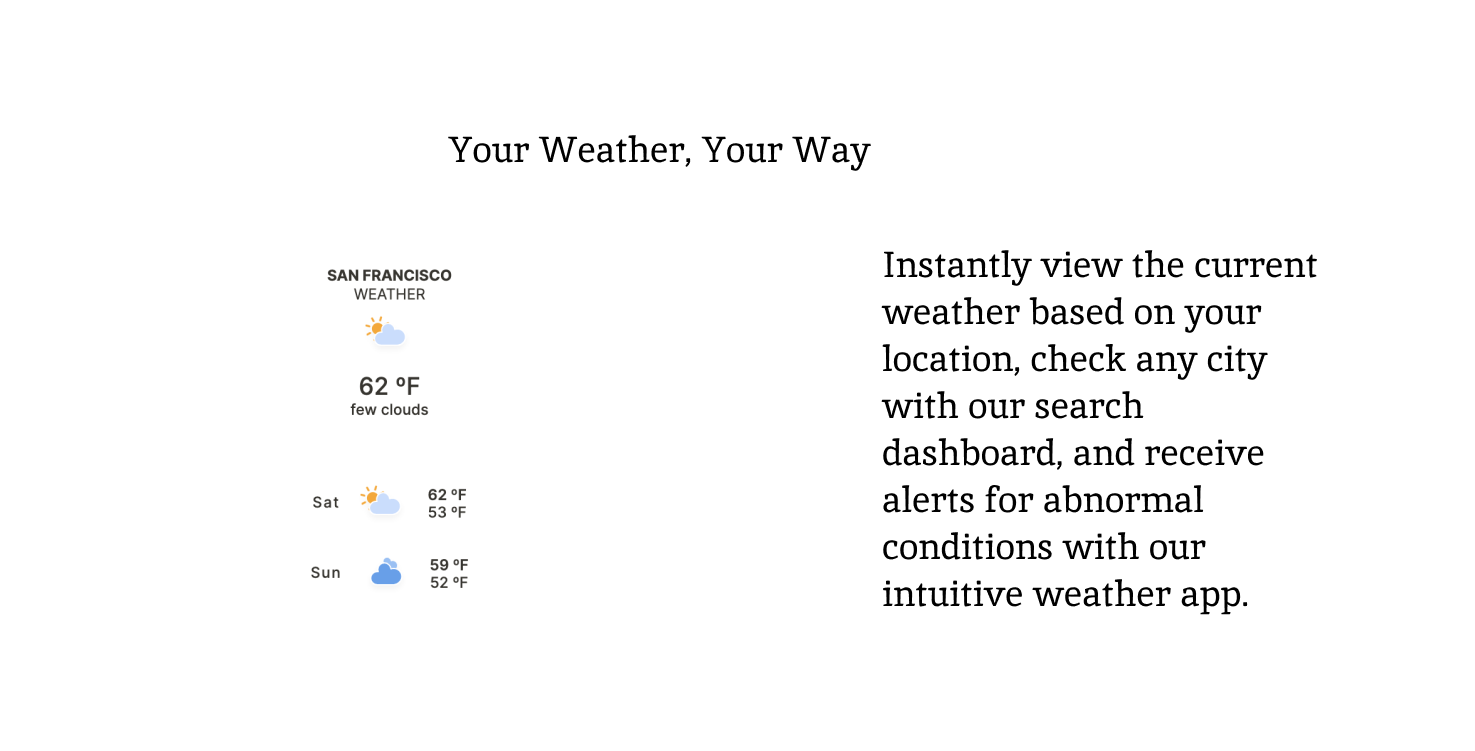 Your Weather, Your Way
SAN FRANCISCO
WEATHER
62 ºF
few clouds
Sat 62 ºF
53 ºF
Sun 59 ºF
52 ºF
Instantly view the current
weather based on your
location, check any city
with our search
dashboard, and receive
alerts for abnormal
conditions with our
intuitive weather app.